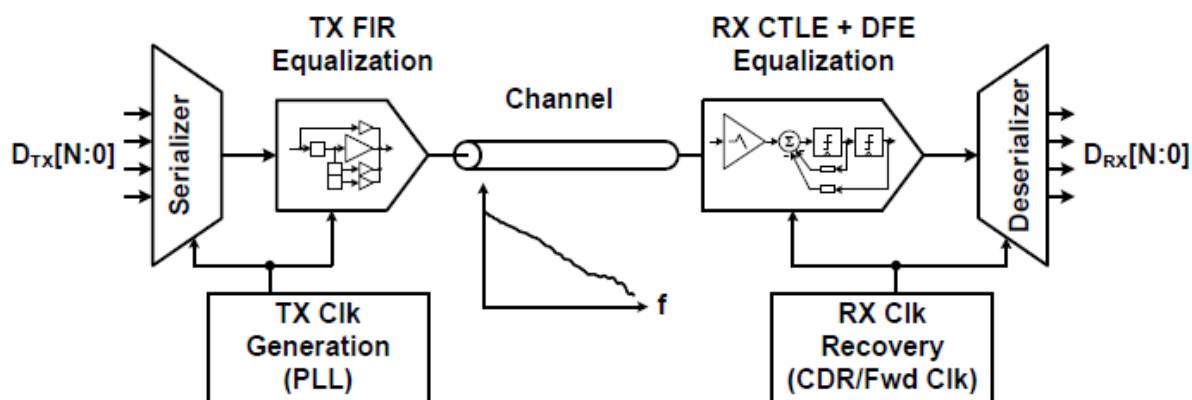 TX FIR
Equalization
RX CTLE + DFE
Equalization
Channel
Serializer
DTX[N:0]
Σ
Deserializer
DRX[N:0]
f
TX Clk
Generation
(PLL)
RX Clk
Recovery
(CDR/Fwd Clk)